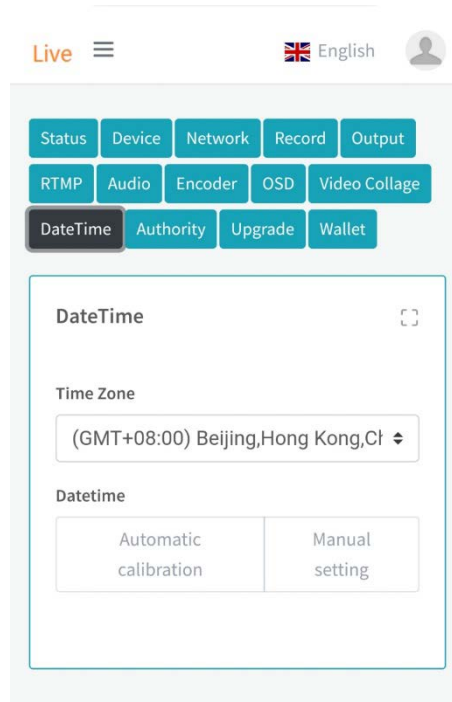 Live English
Status Device Network Record Output
RTMP Audio Encoder OSD Video Collage
DateTime Authority Upgrade Wallet
DateTime
Time Zone
(GMT+08:00) Beijing,Hong Kong,Ch
Datetime
Automatic calibration
Manual setting